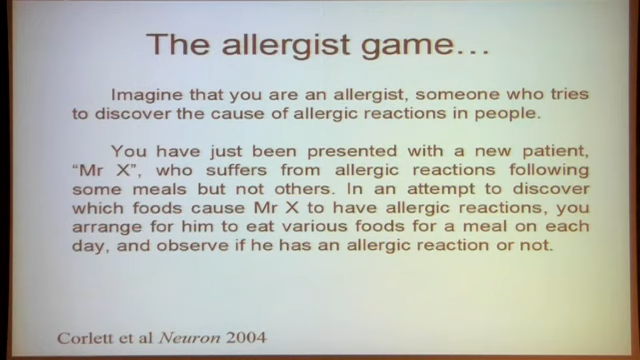 The allergist game...
Imagine that you are an allergist, someone who tries
to discover the cause of allergic reactions in people.
You have just been presented with a new patient,
“Mr X”, who suffers from allergic reactions following
some meals but not others. In an attempt to discover
which foods cause Mr X to have allergic reactions, you
arrange for him to eat various foods for a meal on each
day, and observe if he has an allergic reaction or not.
Corlett et al Neuron 2004